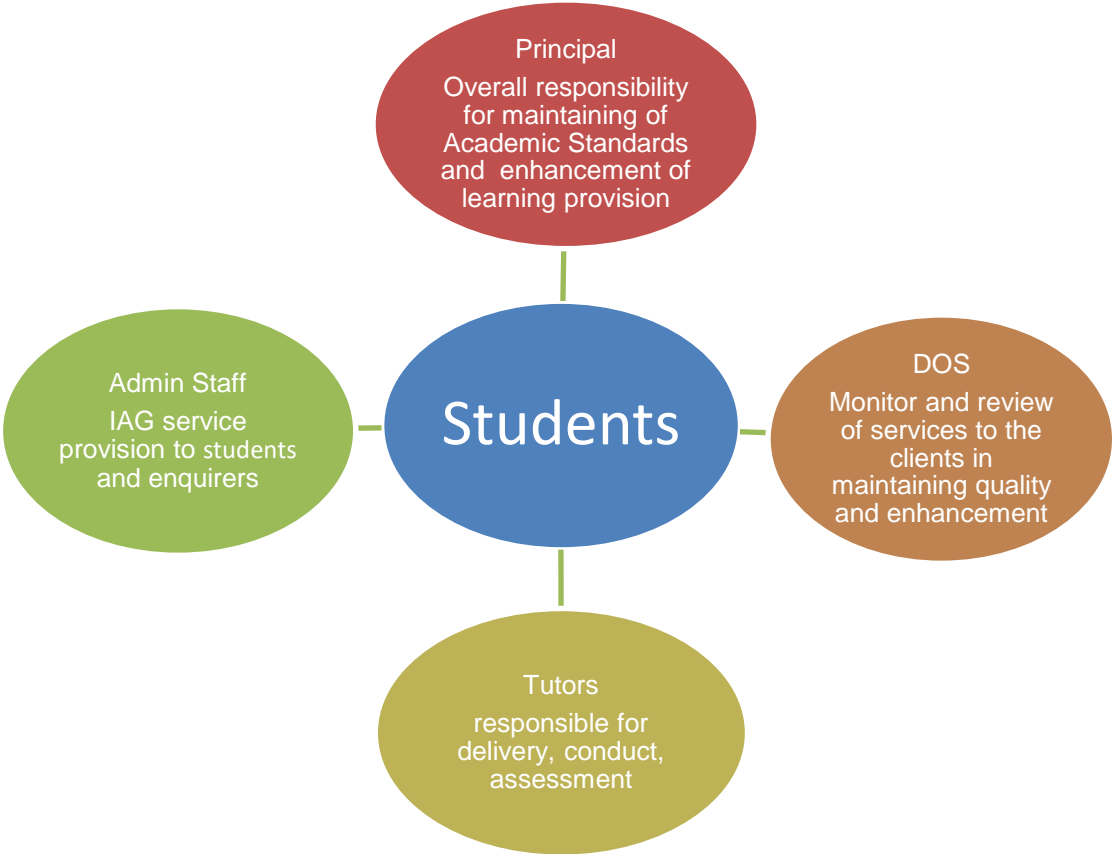 Principal
Overall responsibility
for maintaining of
Academic Standards
and enhancement of
learning provision
Admin Staff
IAG service
provision to students
and enquirers
Students
DOS
Monitor and review
of services to the
clients in
maintaining quality
and enhancement
Tutors
responsible for
delivery, conduct,
assessment